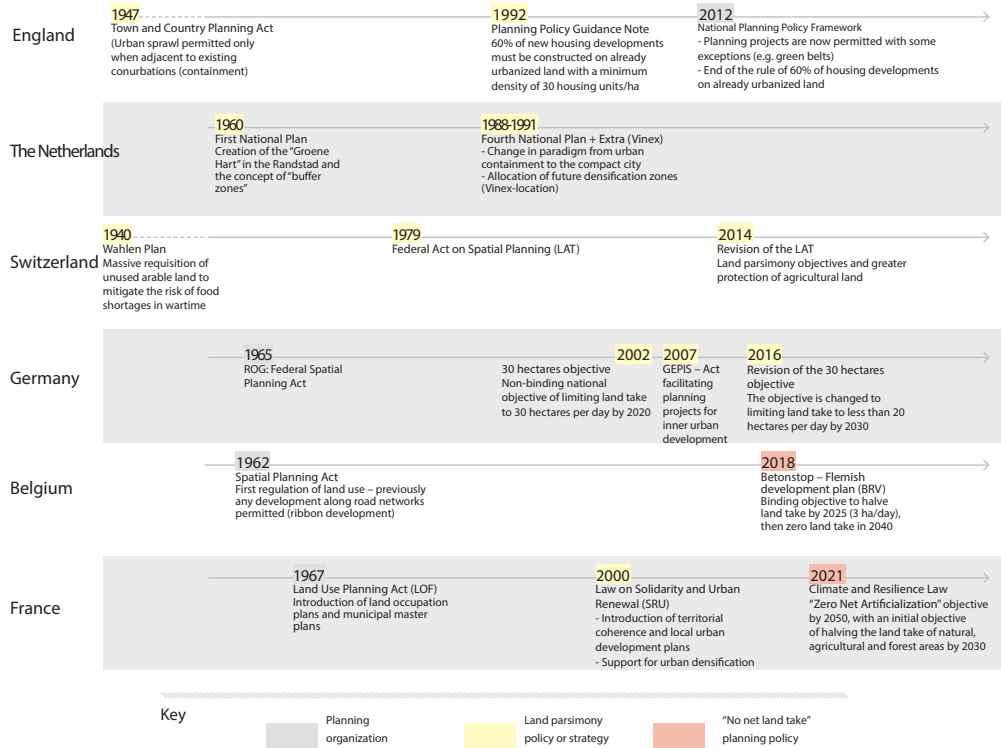 England
1947
Town and Country Planning Act
(Urban sprawl permitted only
when adjacent to existing
conurbations (containment)
1992
Planning Policy Guidance Note
60% of new housing developments
must be constructed on already
urbanized land with a minimum
density of 30 housing units/ha
2012
National Planning Policy Framework
- Planning projects are now permitted with some
exceptions (e.g. green belts)
- End of the rule of 60% of housing developments
on already urbanized land
The Netherlands
1960
First National Plan
Creation of the "Groene
Hart" in the Randstad and
the concept of "buffer
zones"
1988-1991
Fourth National Plan + Extra (Vinex)
- Change in paradigm from urban
containment to the compact city
- Allocation of future densification zones
(Vinex-location)
Switzerland
1940
Wahlen Plan
Massive requisition of
unused arable land to
mitigate the risk of food
shortages in wartime
1979
Federal Act on Spatial Planning (LAT)
2014
Revision of the LAT
Land parsimony objectives and greater
protection of agricultural land
Germany
1965
ROG: Federal Spatial
Planning Act
2002
30 hectares objective
Non-binding national
objective of limiting land take
to 30 hectares per day by 2020
2007
GEPIS – Act
facilitating
planning
projects for
inner urban
development
2016
Revision of the 30 hectares
objective
The objective is changed to
limiting land take to less than 20
hectares per day by 2030
Belgium
1962
Spatial Planning Act
First regulation of land use – previously
any development along road networks
permitted (ribbon development)
2018
Betonstop – Flemish
development plan (BRV)
Binding objective to halve
land take by 2025 (3 ha/day),
then zero land take in 2040
France
1967
Land Use Planning Act (LOF)
Introduction of land occupation
plans and municipal master
plans
2000
Law on Solidarity and Urban
Renewal (SRU)
- Introduction of territorial
coherence and local urban
development plans
- Support for urban densification
2021
Climate and Resilience Law
"Zero Net Artificialization" objective
by 2050, with an initial objective
of halving the land take of natural,
agricultural and forest areas by 2030
Key
Planning
organization
Land parsimony
policy or strategy
"No net land take"
planning policy